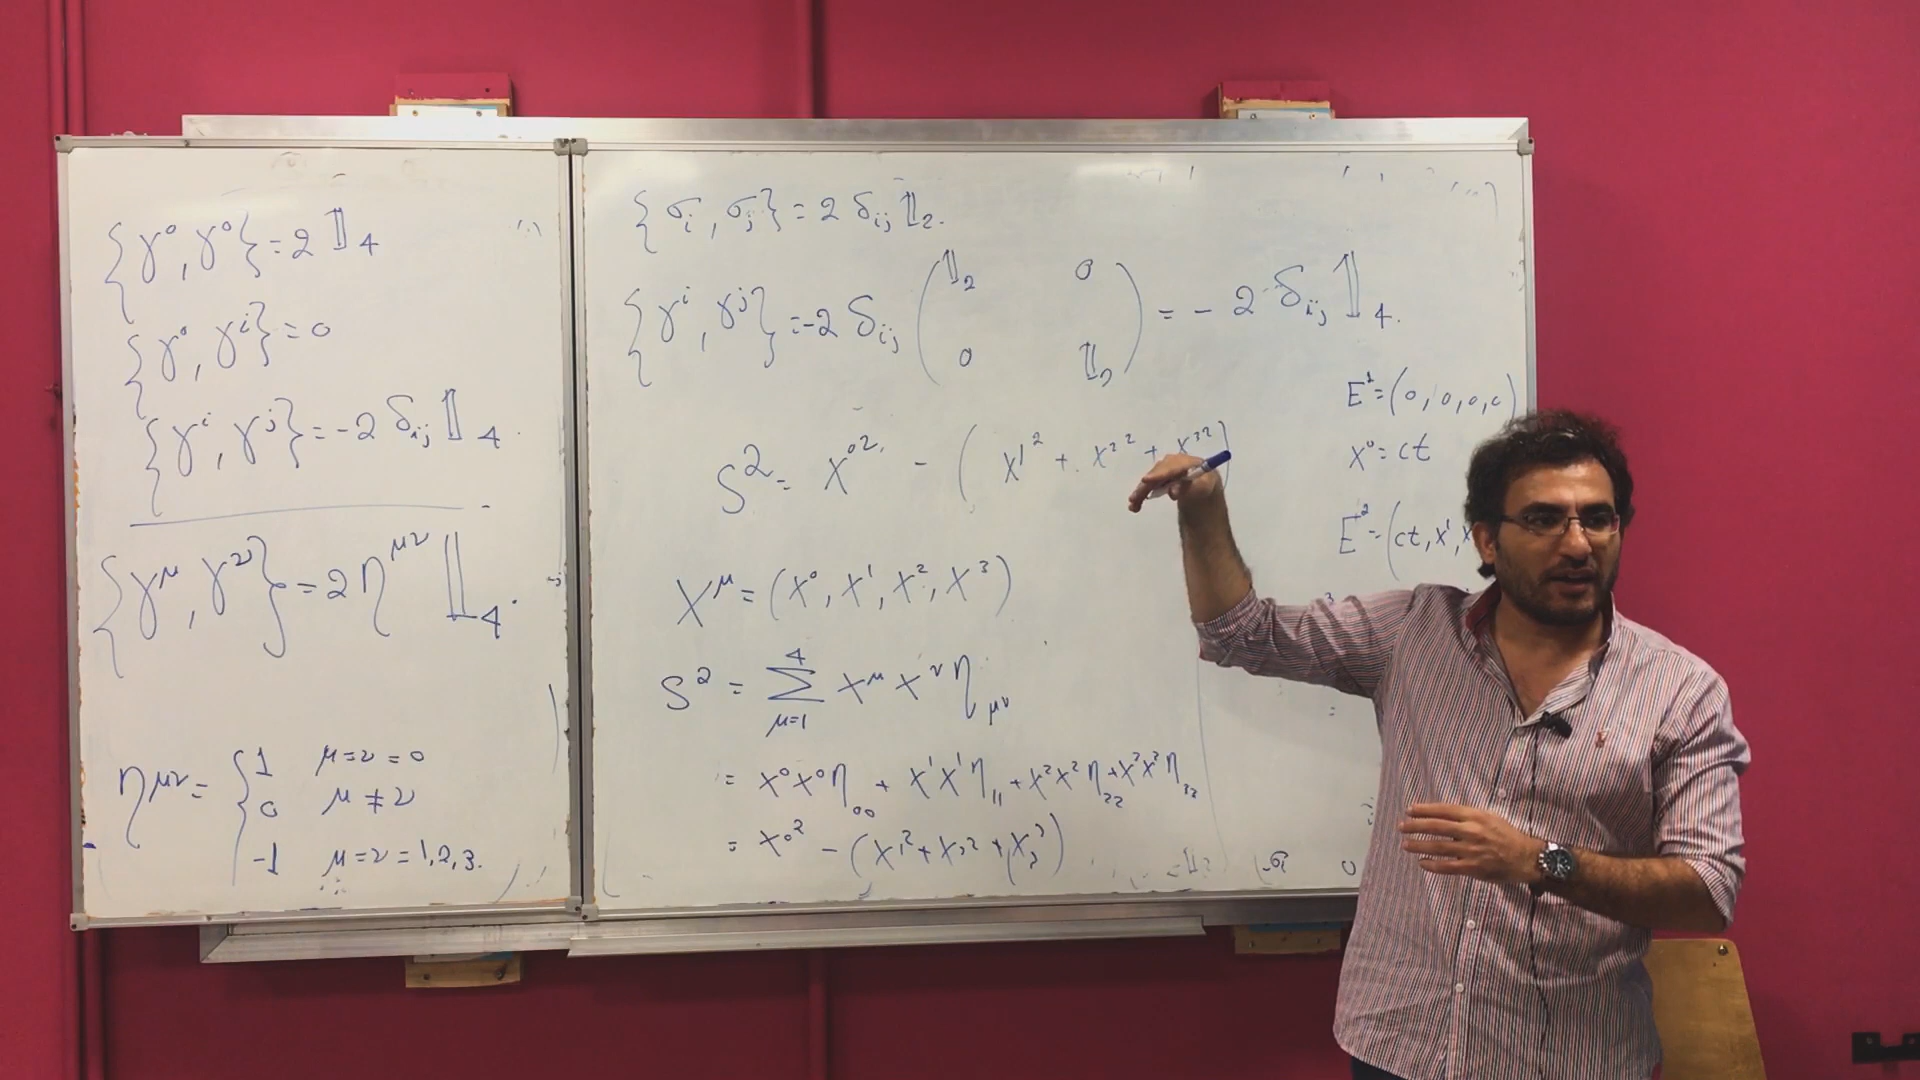 {γ⁰, γ⁰} = 2 𝟙₄
{γ⁰, γⁱ} = 0
{γⁱ, γʲ} = -2 δᵢⱼ 𝟙₄.
{γ^μ, γ^ν} = 2 η^{μν} 𝟙₄.
η^{μν} = { 1 μ=ν=0
0 μ≠ν
-1 μ=ν=1,2,3.
{σᵢ, σⱼ} = 2 δᵢⱼ 𝟙₂.
{γⁱ, γʲ} = -2 δᵢⱼ ( 𝟙₂ 0
0 𝟙₂ ) = - 2 δᵢⱼ 𝟙₄.
S² = X⁰² - ( X¹² + X²² + X³² )
X^μ = (X⁰, X¹, X², X³)
S² = Σ_{μ=1}^{4} X^μ X^ν η_{μν}
= X⁰X⁰η₀₀ + X¹X¹η₁₁ + X²X²η₂₂ + X³X³η₃₃
= X⁰² - (X¹² + X²² + X³²)
E¹ = (0, 0, 0, 0)
X⁰ = ct
E² = (ct, X¹, X